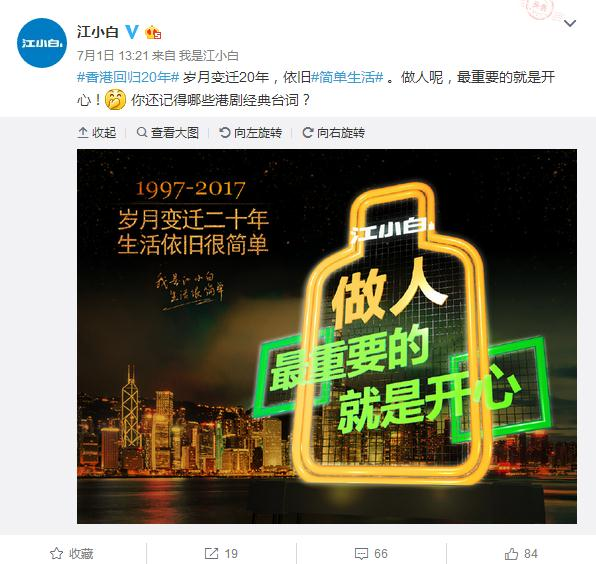 江小白
江小白
7月1日 13:21 来自 我是江小白
#香港回归20年# 岁月变迁20年，依旧#简单生活# 。做人呢，最重要的就是开
心！ 你还记得哪些港剧经典台词？
收起 查看大图 向左旋转 向右旋转
1997-2017
岁月变迁二十年
生活依旧很简单
我是江小白
生活很简单
江小白
做人
最重要的
就是开心
收藏 19 66 84